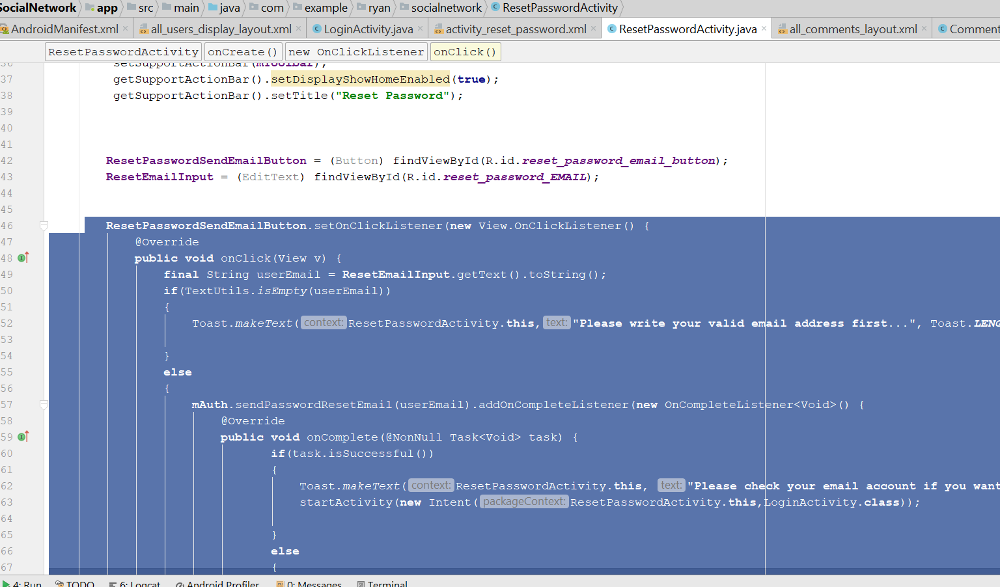 SocialNetwork app src main java com example ryan socialnetwork ResetPasswordActivity
AndroidManifest.xml all_users_display_layout.xml LoginActivity.java activity_reset_password.xml ResetPasswordActivity.java all_comments_layout.xml Comment
ResetPasswordActivity onCreate() new OnClickListener onClick()
36 setSupportActionBar(mToolbar);
37 getSupportActionBar().setDisplayShowHomeEnabled(true);
38 getSupportActionBar().setTitle("Reset Password");
39
40
41
42 ResetPasswordSendEmailButton = (Button) findViewById(R.id.reset_password_email_button);
43 ResetEmailInput = (EditText) findViewById(R.id.reset_password_EMAIL);
44
45
46 ResetPasswordSendEmailButton.setOnClickListener(new View.OnClickListener() {
47 @Override
48 public void onClick(View v) {
49 final String userEmail = ResetEmailInput.getText().toString();
50 if(TextUtils.isEmpty(userEmail))
51 {
52 Toast.makeText( context: ResetPasswordActivity.this, text: "Please write your valid email address first...", Toast.LENG
53
54 }
55 else
56 {
57 mAuth.sendPasswordResetEmail(userEmail).addOnCompleteListener(new OnCompleteListener<Void>() {
58 @Override
59 public void onComplete(@NonNull Task<Void> task) {
60 if(task.isSuccessful())
61 {
62 Toast.makeText( context: ResetPasswordActivity.this, text: "Please check your email account if you want
63 startActivity(new Intent( packageContext: ResetPasswordActivity.this,LoginActivity.class));
64
65 }
66 else
67 {
4: Run TODO 6: Logcat Android Profiler 0: Messages Terminal